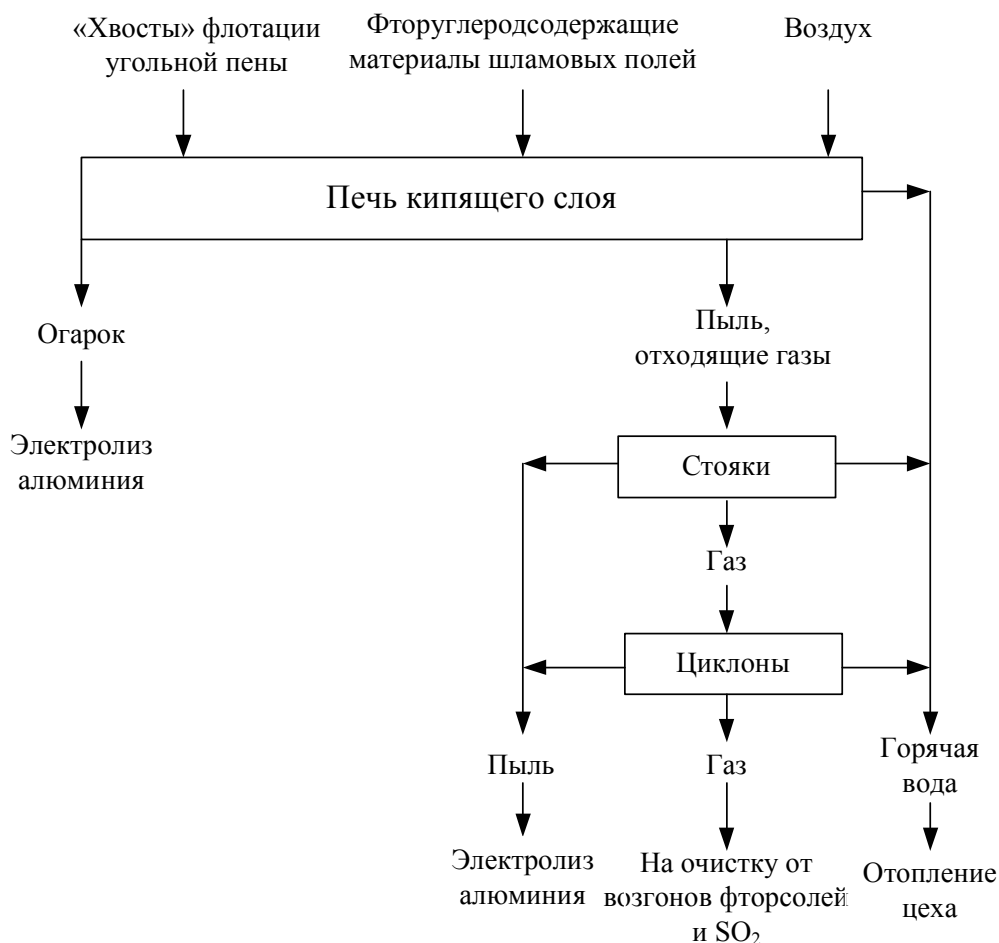 «Хвосты» флотации
угольной пены
Фторуглеродсодержащие
материалы шламовых полей
Воздух
Печь кипящего слоя
Огарок
Пыль,
отходящие газы
Электролиз
алюминия
Стояки
Газ
Циклоны
Пыль
Газ
Горячая
вода
Электролиз
алюминия
На очистку от
возгонов фторсолей
и SO₂
Отопление
цеха